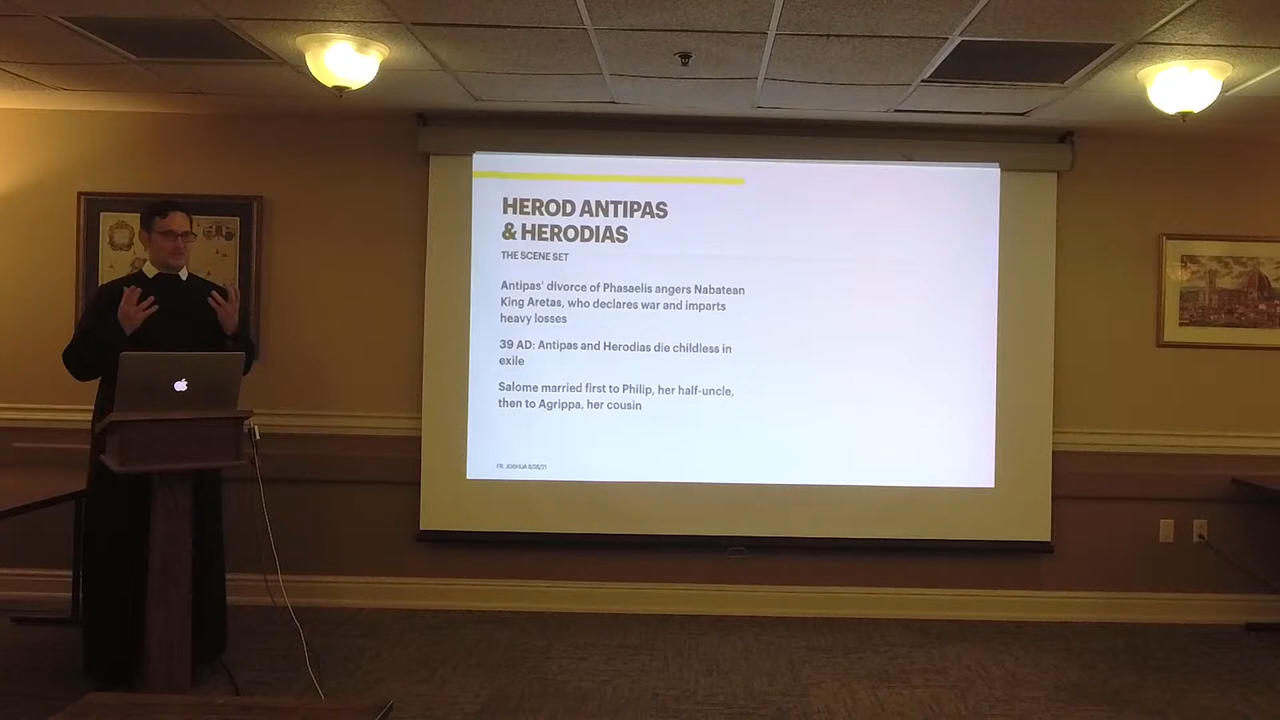 HEROD ANTIPAS
& HERODIAS
THE SCENE SET
Antipas' divorce of Phasaelis angers Nabatean
King Aretas, who declares war and imparts
heavy losses
39 AD: Antipas and Herodias die childless in
exile
Salome married first to Philip, her half-uncle,
then to Agrippa, her cousin
FR. JOSHUA